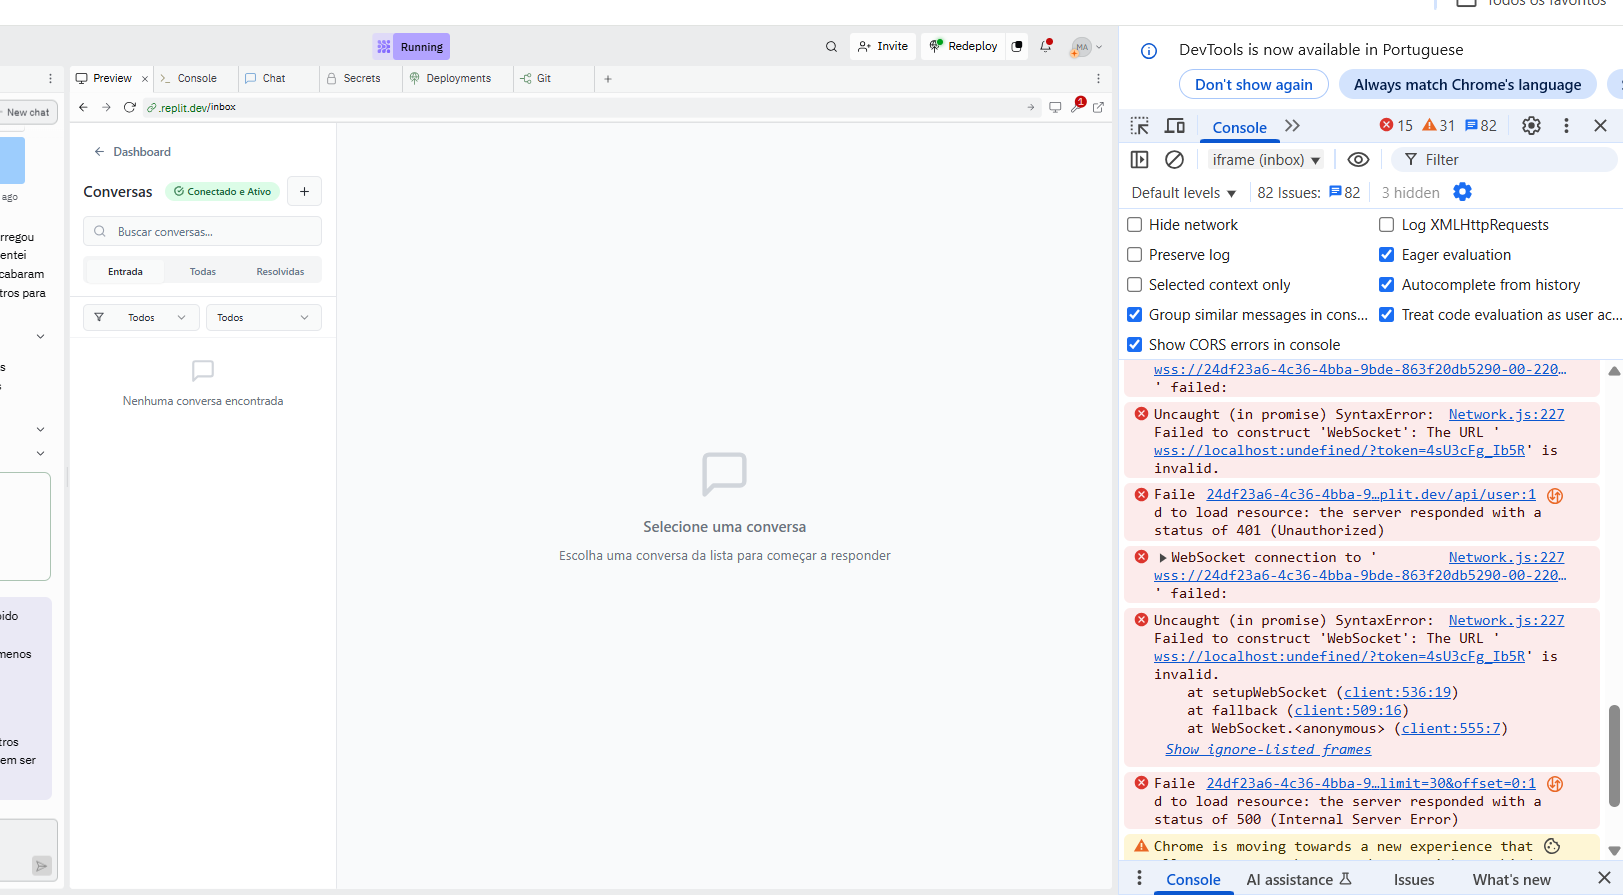 Todos os favoritos
Running
Invite
Redeploy
MA
Preview
Console
Chat
Secrets
Deployments
Git
.replit.dev/inbox
1
New chat
ago
rregou
entei
cabaram
tros para
s
s
bido
menos
tros
em ser
Dashboard
Conversas
Conectado e Ativo
Buscar conversas...
Entrada
Todas
Resolvidas
Todos
Todos
Nenhuma conversa encontrada
Selecione uma conversa
Escolha uma conversa da lista para começar a responder
DevTools is now available in Portuguese
Don't show again
Always match Chrome's language
Console
15
31
82
iframe (inbox)
Filter
Default levels
82 Issues:
82
3 hidden
Hide network
Log XMLHttpRequests
Preserve log
Eager evaluation
Selected context only
Autocomplete from history
Group similar messages in cons...
Treat code evaluation as user ac...
Show CORS errors in console
wss://24df23a6-4c36-4bba-9bde-863f20db5290-00-220…
' failed:
Uncaught (in promise) SyntaxError: Network.js:227
Failed to construct 'WebSocket': The URL '
wss://localhost:undefined/?token=4sU3cFg_Ib5R' is
invalid.
Faile 24df23a6-4c36-4bba-9…plit.dev/api/user:1
d to load resource: the server responded with a
status of 401 (Unauthorized)
WebSocket connection to ' Network.js:227
wss://24df23a6-4c36-4bba-9bde-863f20db5290-00-220…
' failed:
Uncaught (in promise) SyntaxError: Network.js:227
Failed to construct 'WebSocket': The URL '
wss://localhost:undefined/?token=4sU3cFg_Ib5R' is
invalid.
at setupWebSocket (client:536:19)
at fallback (client:509:16)
at WebSocket.<anonymous> (client:555:7)
Show ignore-listed frames
Faile 24df23a6-4c36-4bba-9…limit=30&offset=0:1
d to load resource: the server responded with a
status of 500 (Internal Server Error)
Chrome is moving towards a new experience that
Console
AI assistance
Issues
What's new